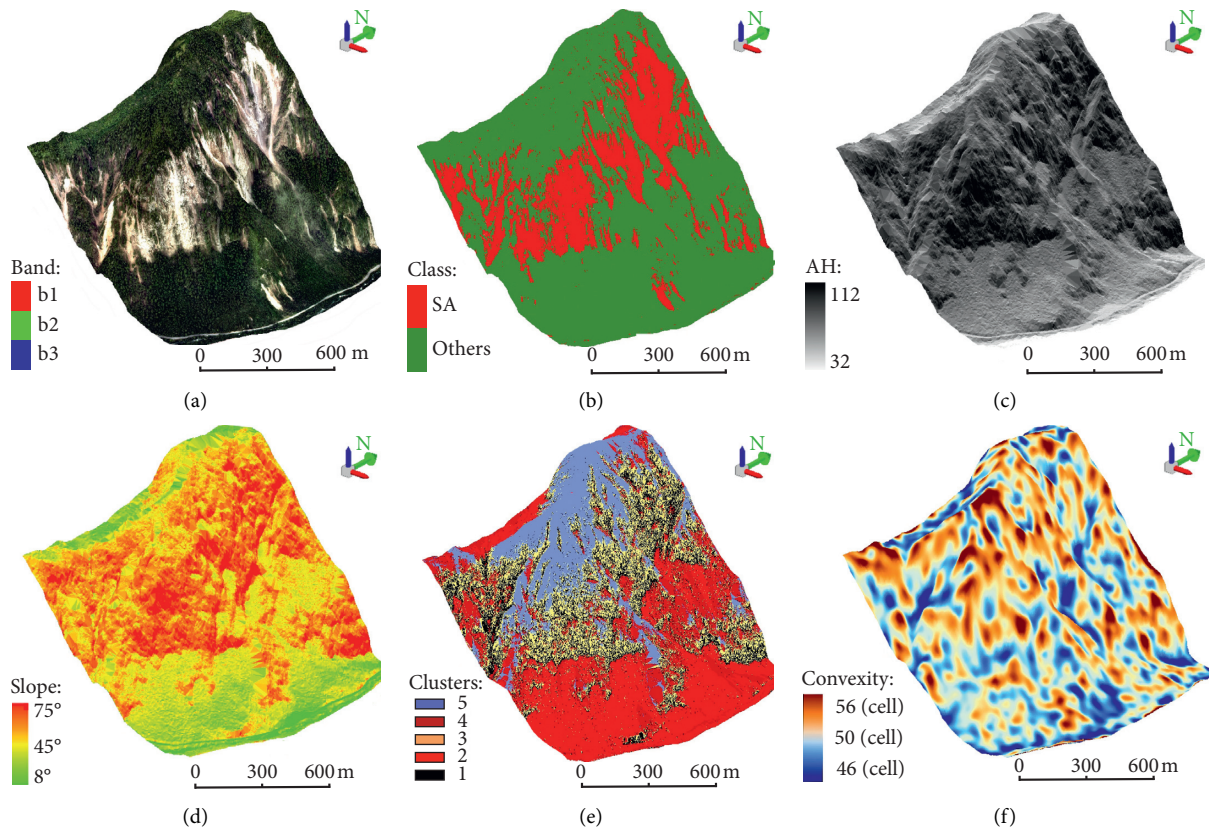 N
Band:
b1
b2
b3
0 300 600 m
(a)
N
Class:
SA
Others
0 300 600 m
(b)
N
AH:
112
32
0 300 600 m
(c)
N
Slope:
75°
45°
8°
0 300 600 m
(d)
N
Clusters:
5
4
3
2
1
0 300 600 m
(e)
N
Convexity:
56 (cell)
50 (cell)
46 (cell)
0 300 600 m
(f)